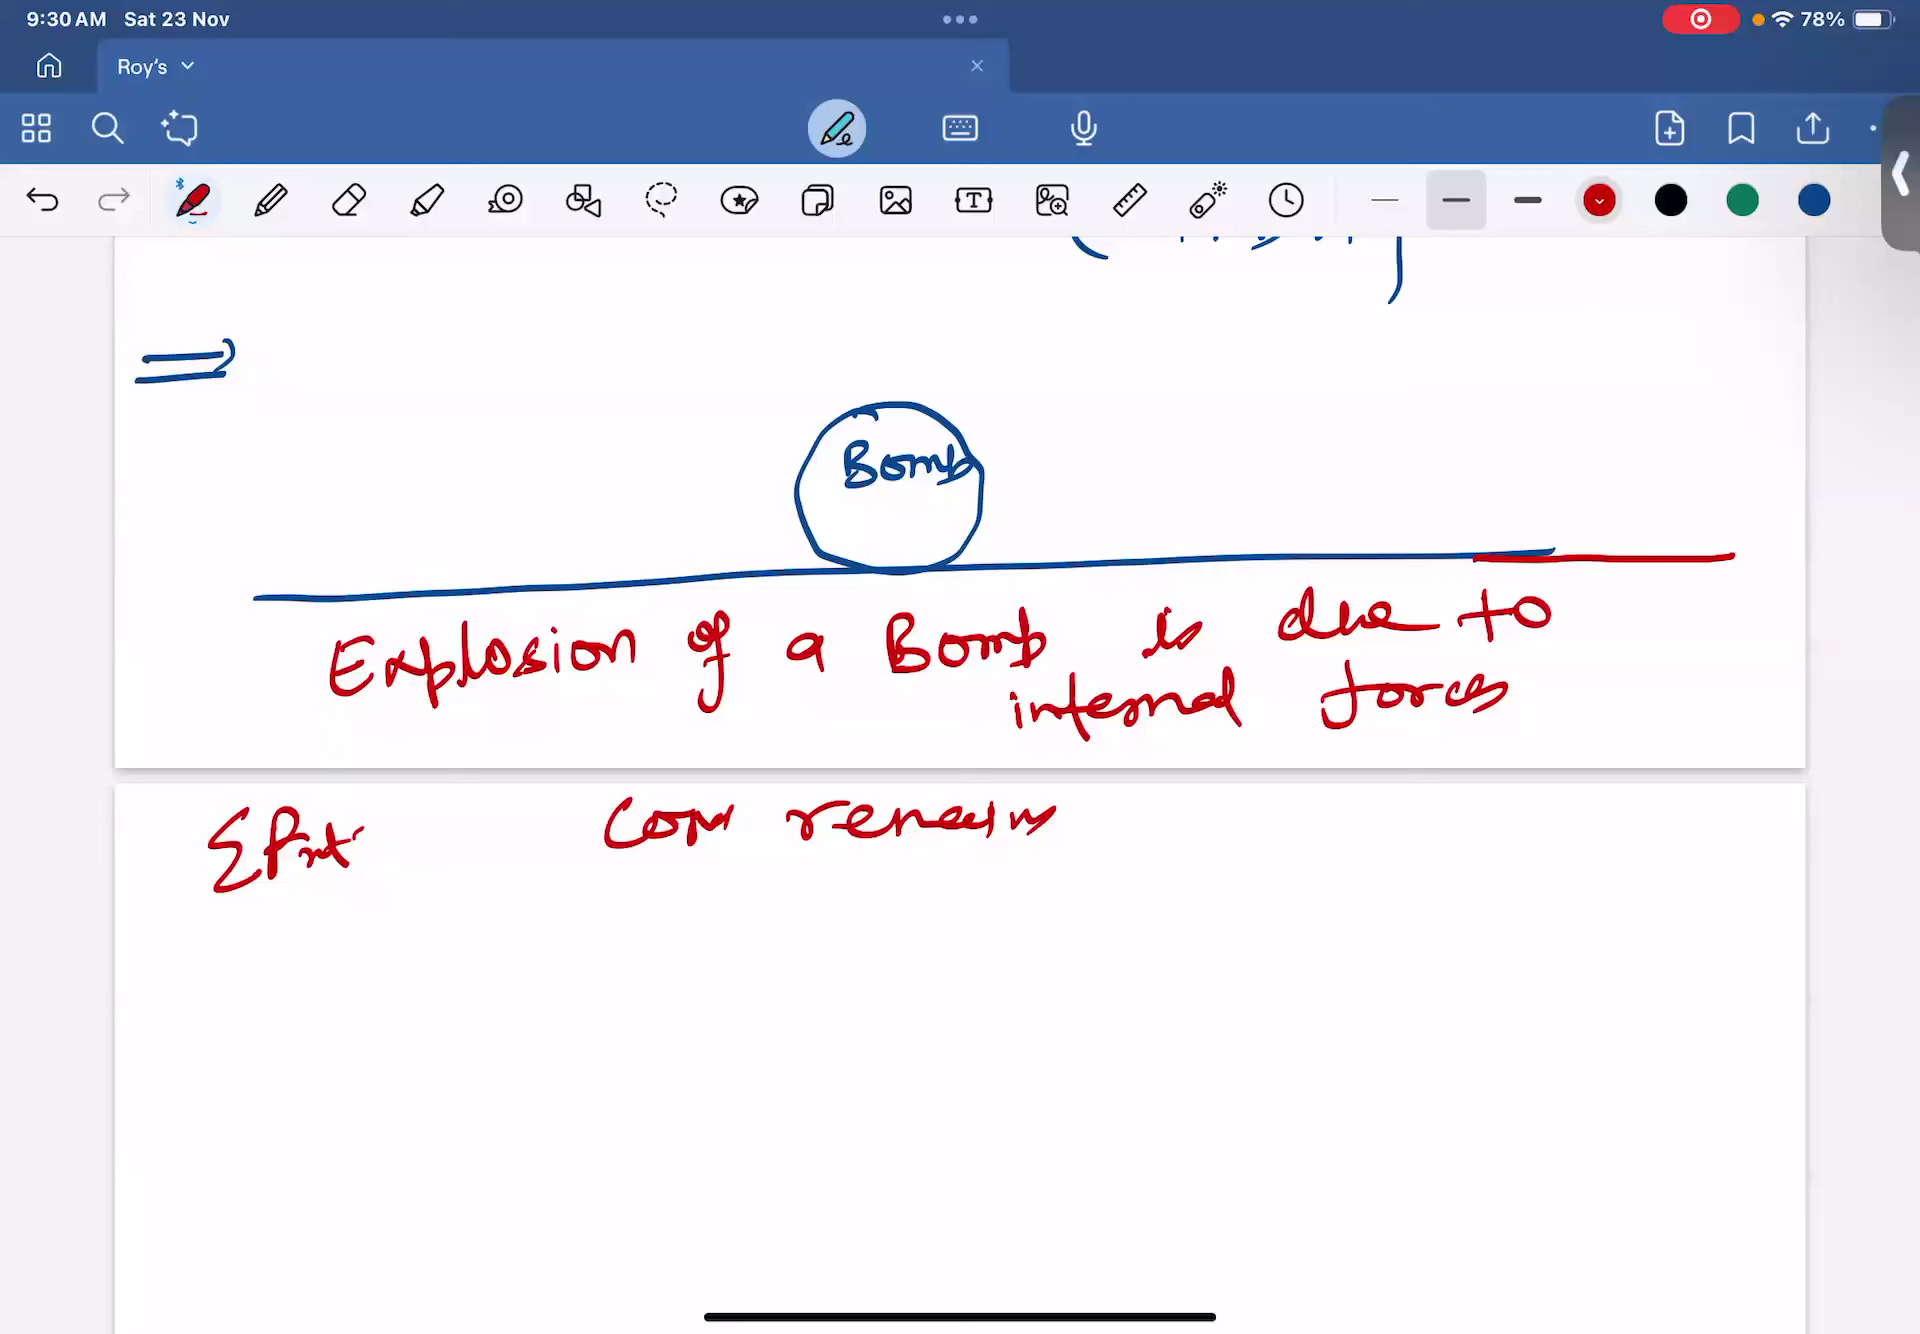 9:30 AM Sat 23 Nov
78%
Roy's
Bomb
Explosion of a Bomb is due to
internal forces
ΣFext COM remains